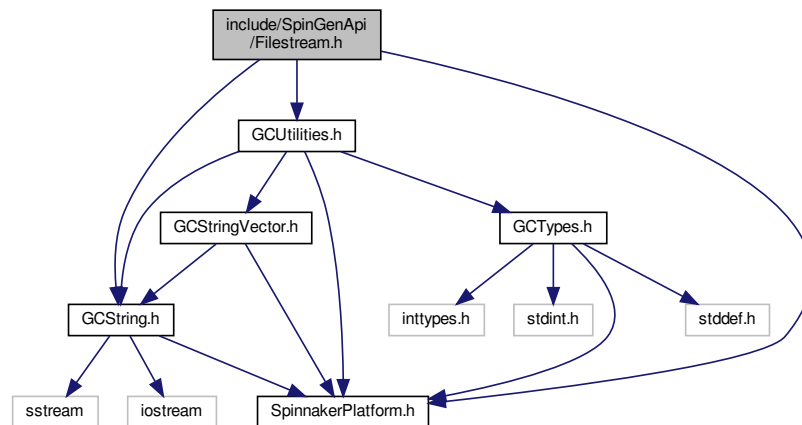 include/SpinGenApi
/Filestream.h
GCUtilities.h
GCStringVector.h
GCTypes.h
GCString.h
inttypes.h
stdint.h
stddef.h
sstream
iostream
SpinnakerPlatform.h